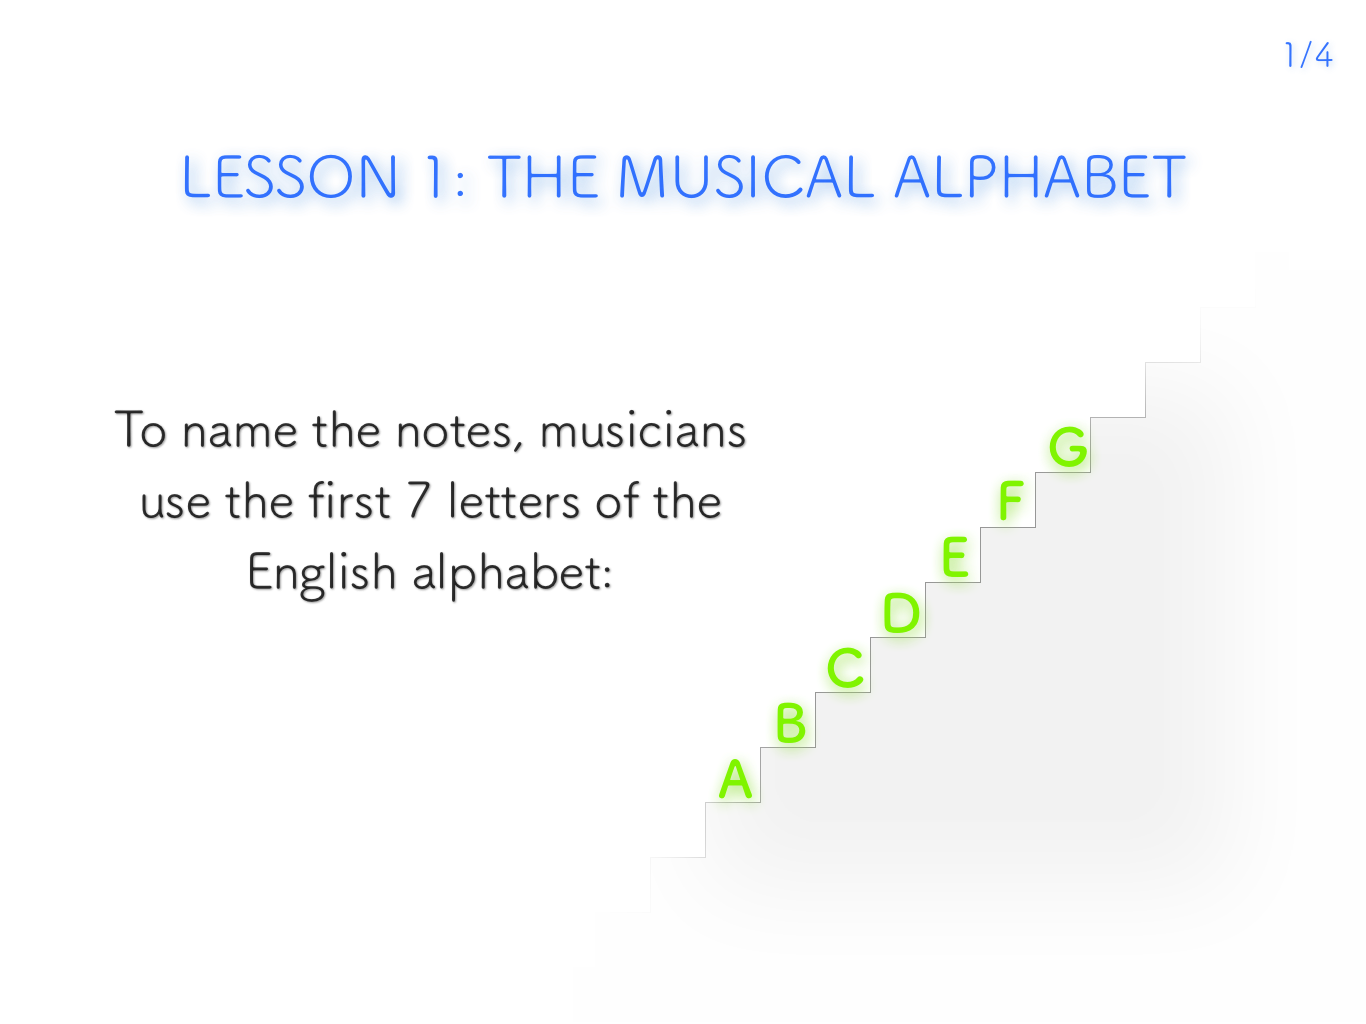 1/4
LESSON 1: THE MUSICAL ALPHABET
To name the notes, musicians
use the first 7 letters of the
English alphabet:
G
F
E
D
C
B
A